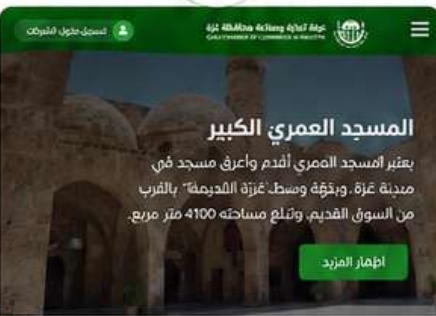 غرفة تجارة وصناعة محافظة غزة
GAZA CHAMBER OF COMMERCE & INDUSTRY
تسجيل دخول الشركات
المسجد العمري الكبير
يعتبر المسجد العمري أقدم وأعرق مسجد في
مدينة غزة، ويقع وسط غزة القديمة" بالقرب
من السوق القديم، وتبلغ مساحته 4100 متر مربع.
إظهار المزيد